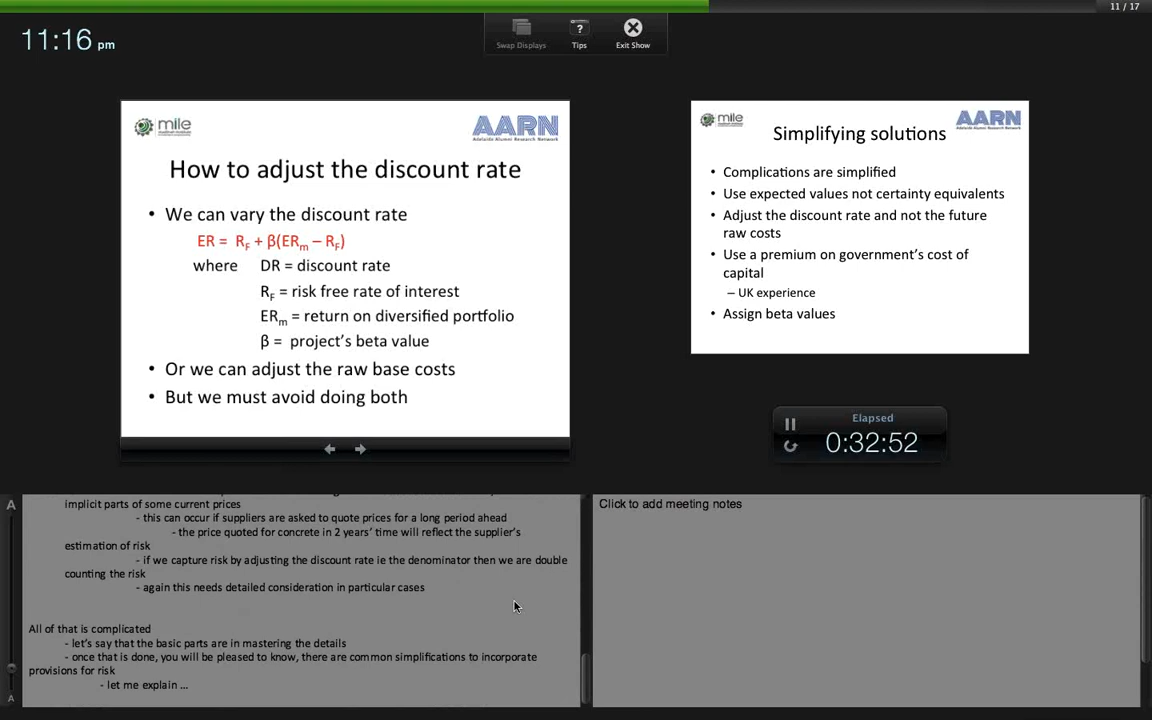 11 / 17
11:16 pm
Swap Displays
Tips
Exit Show
mile
AARN
Adelaide Alumni Research Network
How to adjust the discount rate
• We can vary the discount rate
ER = RF + β(ERm – RF)
where DR = discount rate
RF = risk free rate of interest
ERm = return on diversified portfolio
β = project's beta value
• Or we can adjust the raw base costs
• But we must avoid doing both
mile
AARN
Adelaide Alumni Research Network
Simplifying solutions
• Complications are simplified
• Use expected values not certainty equivalents
• Adjust the discount rate and not the future
raw costs
• Use a premium on government's cost of
capital
– UK experience
• Assign beta values
Elapsed
0:32:52
A
implicit parts of some current prices
- this can occur if suppliers are asked to quote prices for a long period ahead
- the price quoted for concrete in 2 years' time will reflect the supplier's
estimation of risk
- if we capture risk by adjusting the discount rate ie the denominator then we are double
counting the risk
- again this needs detailed consideration in particular cases
All of that is complicated
- let's say that the basic parts are in mastering the details
- once that is done, you will be pleased to know, there are common simplifications to incorporate
provisions for risk
- let me explain ...
A
Click to add meeting notes